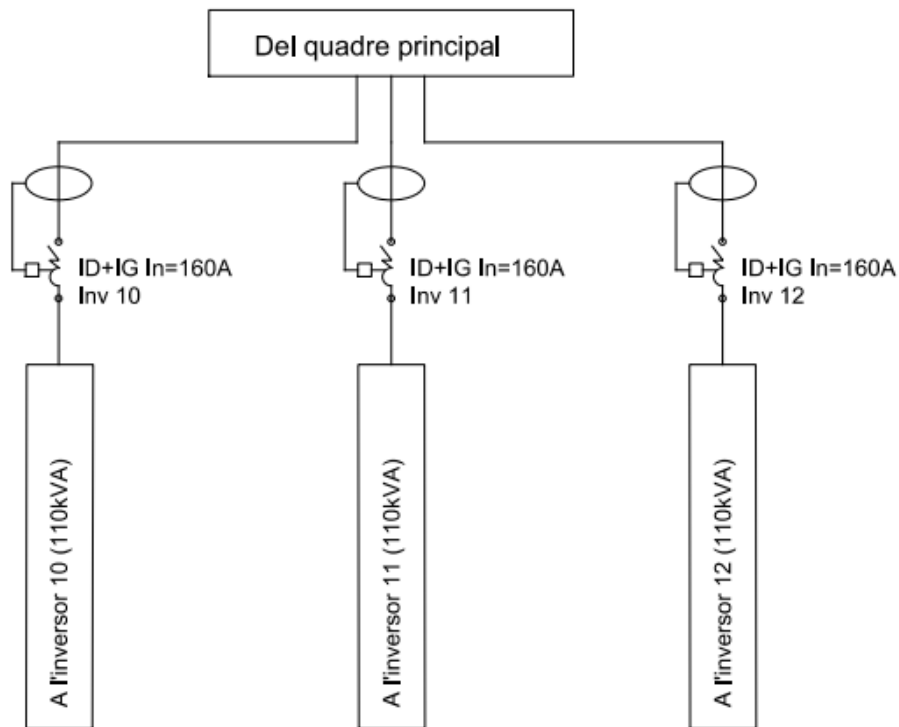 Del quadre principal
ID+IG In=160A
Inv 10
ID+IG In=160A
Inv 11
ID+IG In=160A
Inv 12
A l'inversor 10 (110kVA)
A l'inversor 11 (110kVA)
A l'inversor 12 (110kVA)